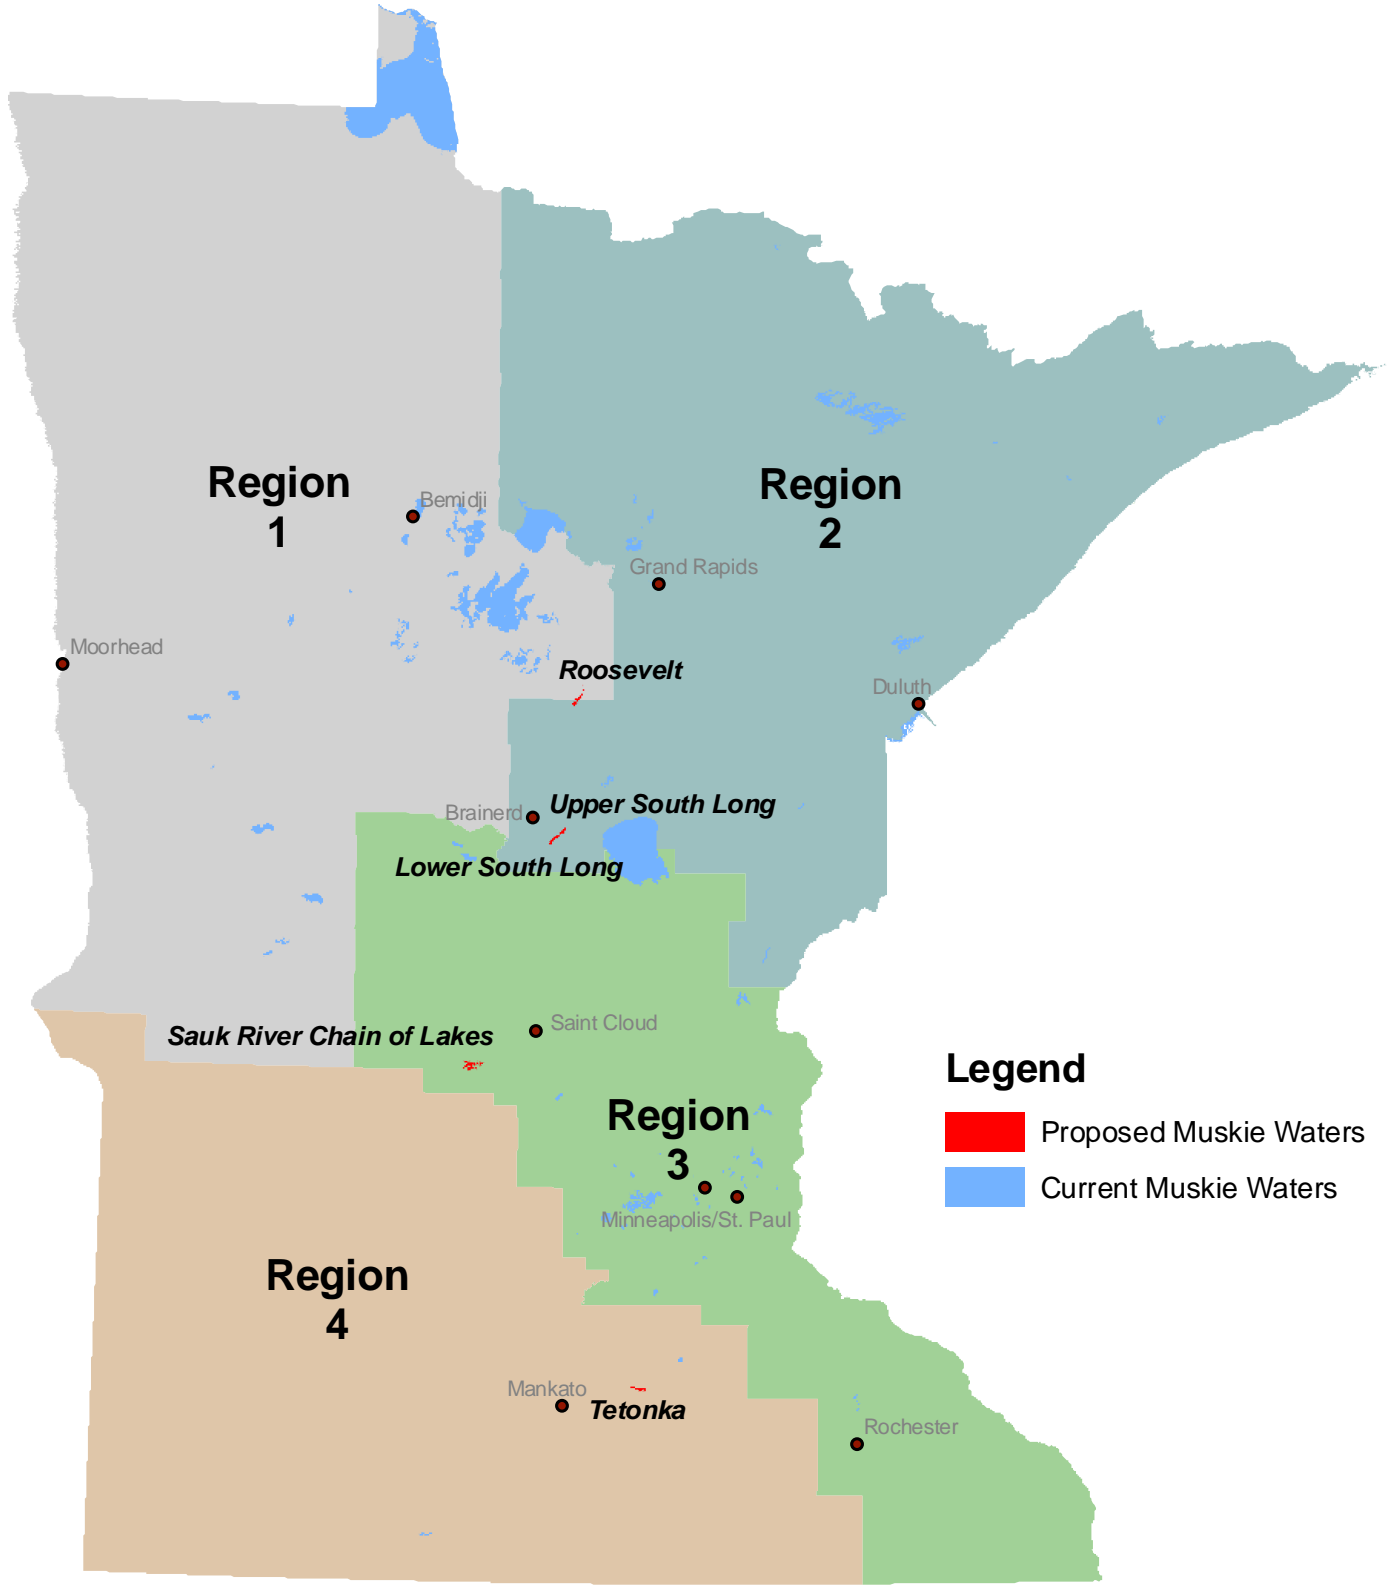 Region
1
Bemidji
Region
2
Grand Rapids
Moorhead
Roosevelt
Duluth
Brainerd
Upper South Long
Lower South Long
Sauk River Chain of Lakes
Saint Cloud
Legend
Proposed Muskie Waters
Current Muskie Waters
Region
3
Minneapolis/St. Paul
Region
4
Mankato
Tetonka
Rochester